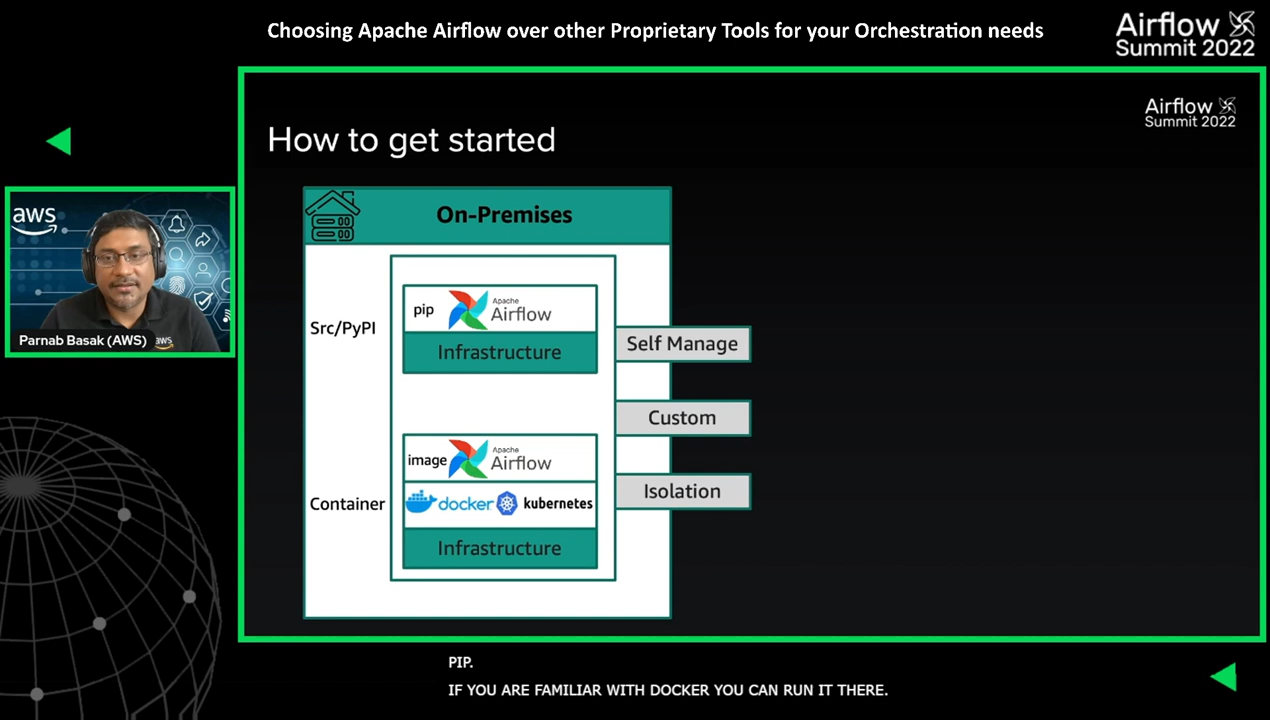 Choosing Apache Airflow over other Proprietary Tools for your Orchestration needs
Airflow
Summit 2022
Airflow
Summit 2022
How to get started
On-Premises
aws
Parnab Basak (AWS)
aws
Src/PyPI
pip
Apache
Airflow
Infrastructure
Self Manage
Custom
Isolation
Container
image
Apache
Airflow
docker
kubernetes
Infrastructure
PIP.
IF YOU ARE FAMILIAR WITH DOCKER YOU CAN RUN IT THERE.